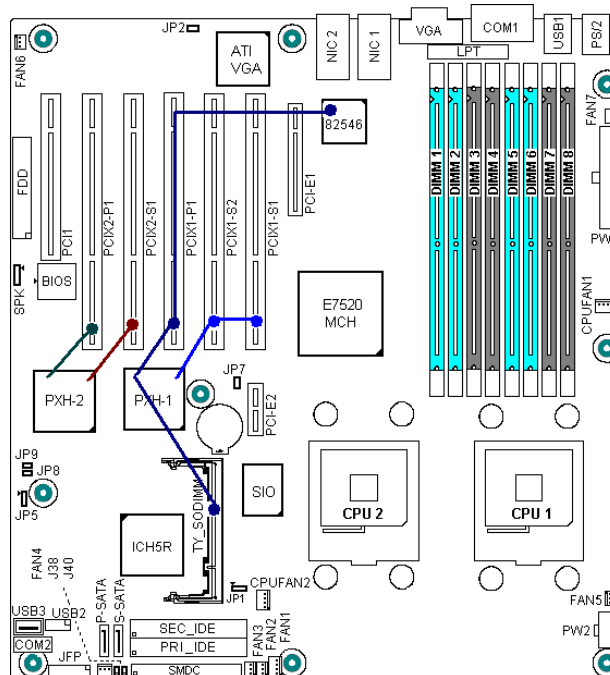 JP2
FAN6
ATI
VGA
NIC 2
NIC 1
VGA
COM1
LPT
USB1
PS/2
FAN7
82546
FDD
PCI1
PCIX2-P1
PCIX2-S1
PCIX1-P1
PCIX1-S2
PCIX1-S1
PCI-E1
DIMM 1
DIMM 2
DIMM 3
DIMM 4
DIMM 5
DIMM 6
DIMM 7
DIMM 8
PW
SPK
BIOS
E7520
MCH
CPUFAN1
PXH-2
PXH-1
JP7
PCI-E2
JP9
JP8
JP5
TY_SODIMM
SIO
CPU 2
CPU 1
ICH5R
FAN4
J38
J40
JP1
CPUFAN2
FAN5
USB3
USB2
P-SATA
S-SATA
SEC_IDE
PRI_IDE
FAN3
FAN2
FAN1
PW2
COM2
JFP
SMDC